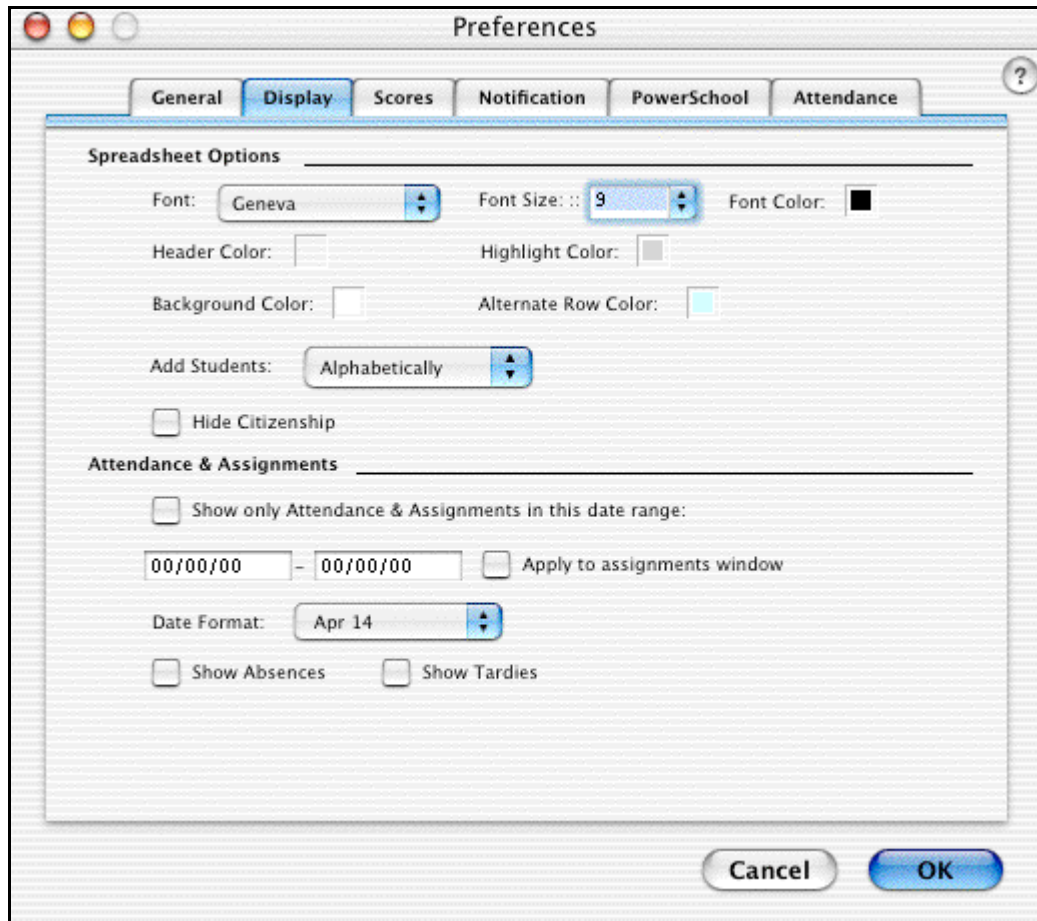 Preferences
?
General Display Scores Notification PowerSchool Attendance
Spreadsheet Options
Font: Geneva Font Size: :: 9 Font Color:
Header Color: Highlight Color:
Background Color: Alternate Row Color:
Add Students: Alphabetically
Hide Citizenship
Attendance & Assignments
Show only Attendance & Assignments in this date range:
00/00/00 - 00/00/00 Apply to assignments window
Date Format: Apr 14
Show Absences Show Tardies
Cancel OK